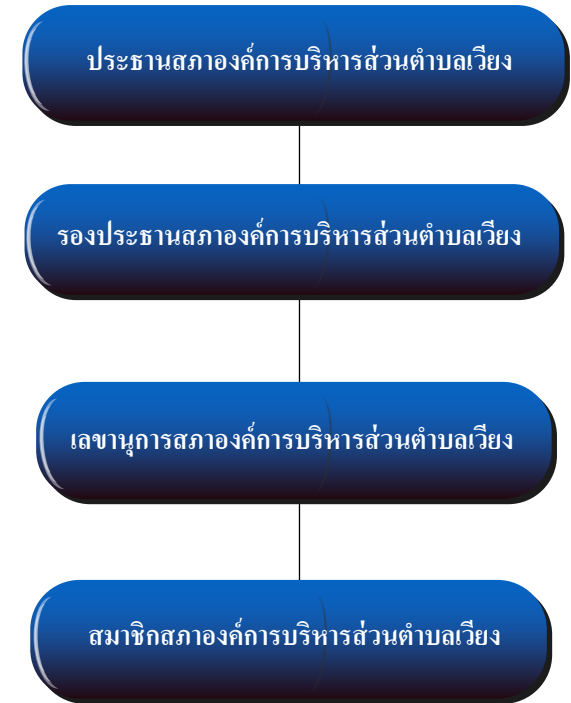 ประธานสภาองค์การบริหารส่วนตำบลเวียง
รองประธานสภาองค์การบริหารส่วนตำบลเวียง
เลขานุการสภาองค์การบริหารส่วนตำบลเวียง
สมาชิกสภาองค์การบริหารส่วนตำบลเวียง